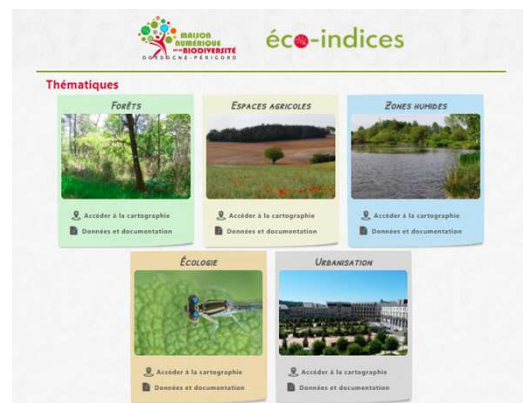 MAISON
NUMÉRIQUE
DE LA BIODIVERSITÉ
DORDOGNE-PÉRIGORD
éco-indices
Thématiques
FORÊTS
Accéder à la cartographie
Données et documentation
ESPACES AGRICOLES
Accéder à la cartographie
Données et documentation
ZONES HUMIDES
Accéder à la cartographie
Données et documentation
ÉCOLOGIE
Accéder à la cartographie
Données et documentation
URBANISATION
Accéder à la cartographie
Données et documentation